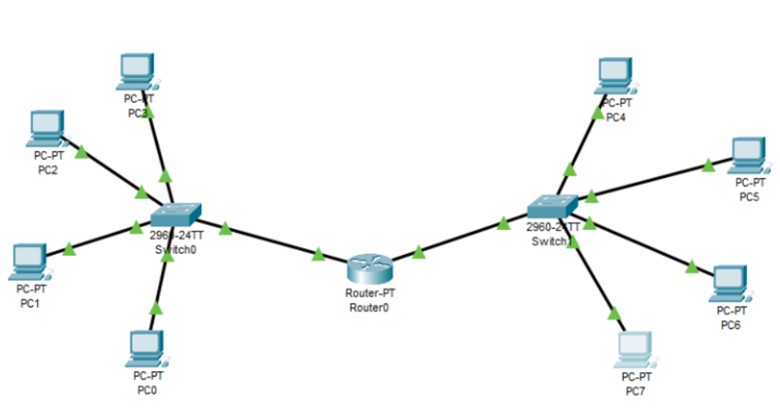 PC-PT
PC3
PC-PT
PC2
PC-PT
PC1
PC-PT
PC0
2960-24TT
Switch0
Router-PT
Router0
2960-24TT
Switch1
PC-PT
PC4
PC-PT
PC5
PC-PT
PC6
PC-PT
PC7